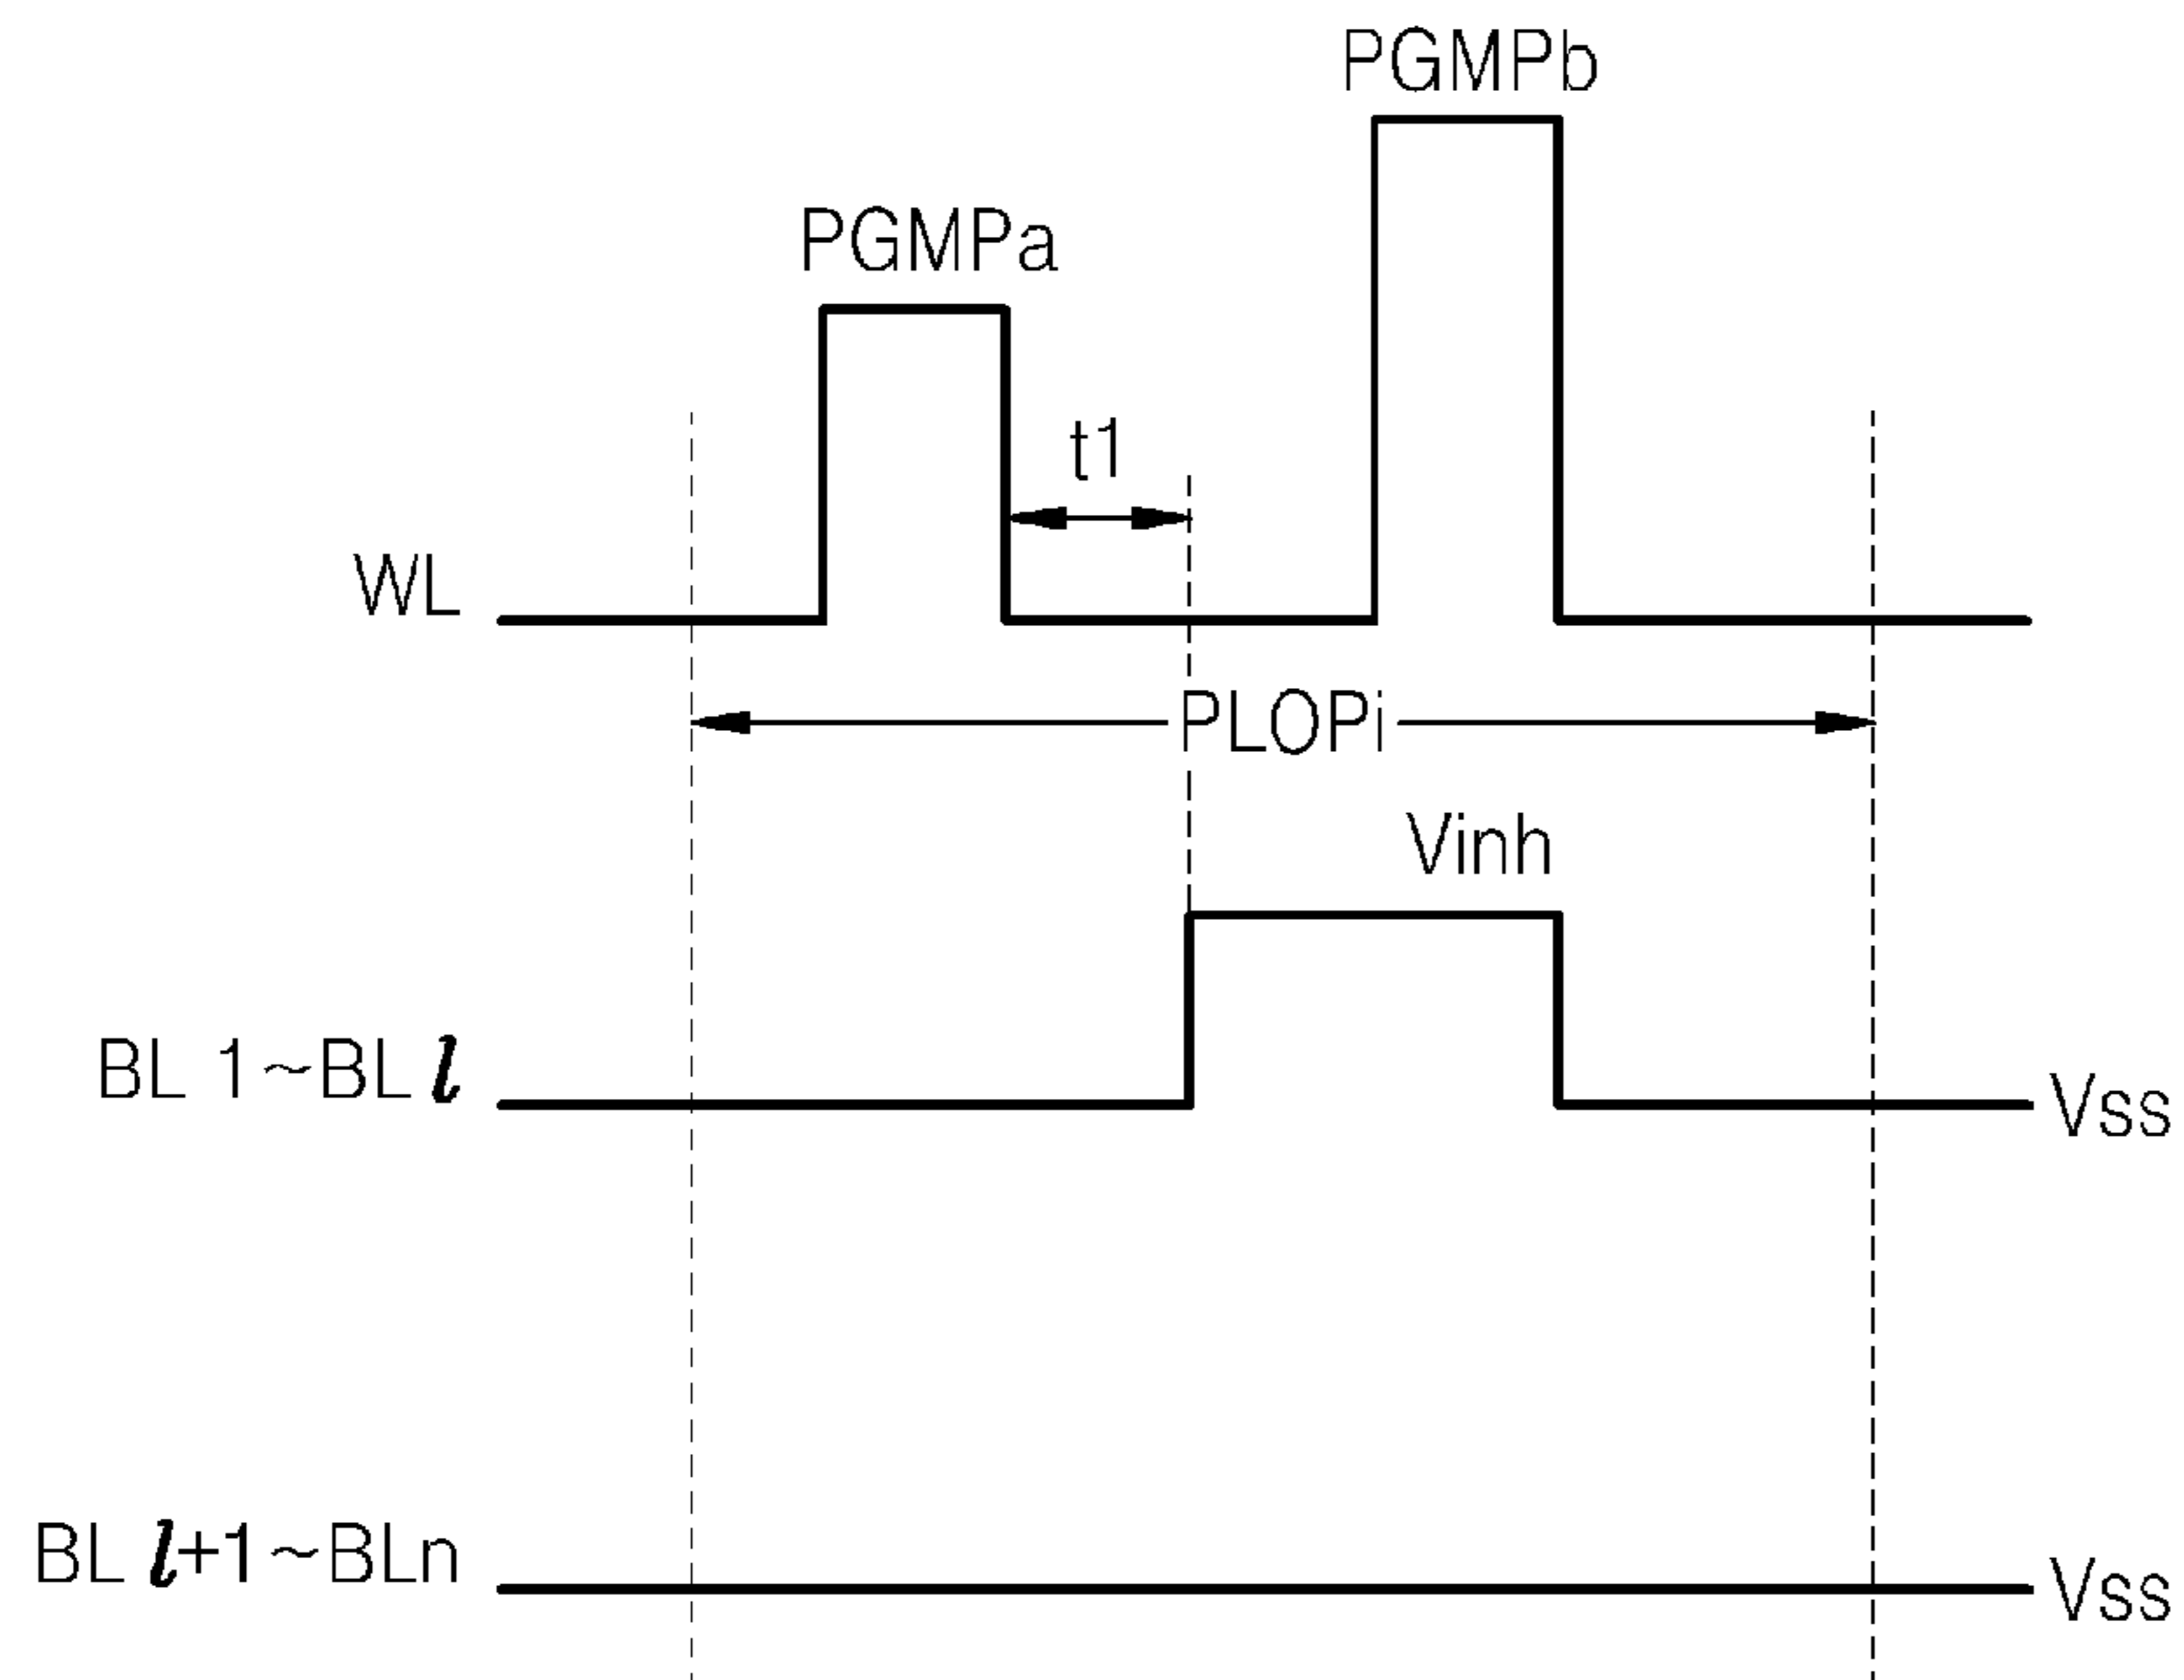 PGMPb
PGMPa
t1
WL
PLOPi
Vinh
BL 1~BL l
Vss
BL l+1~BLn
Vss